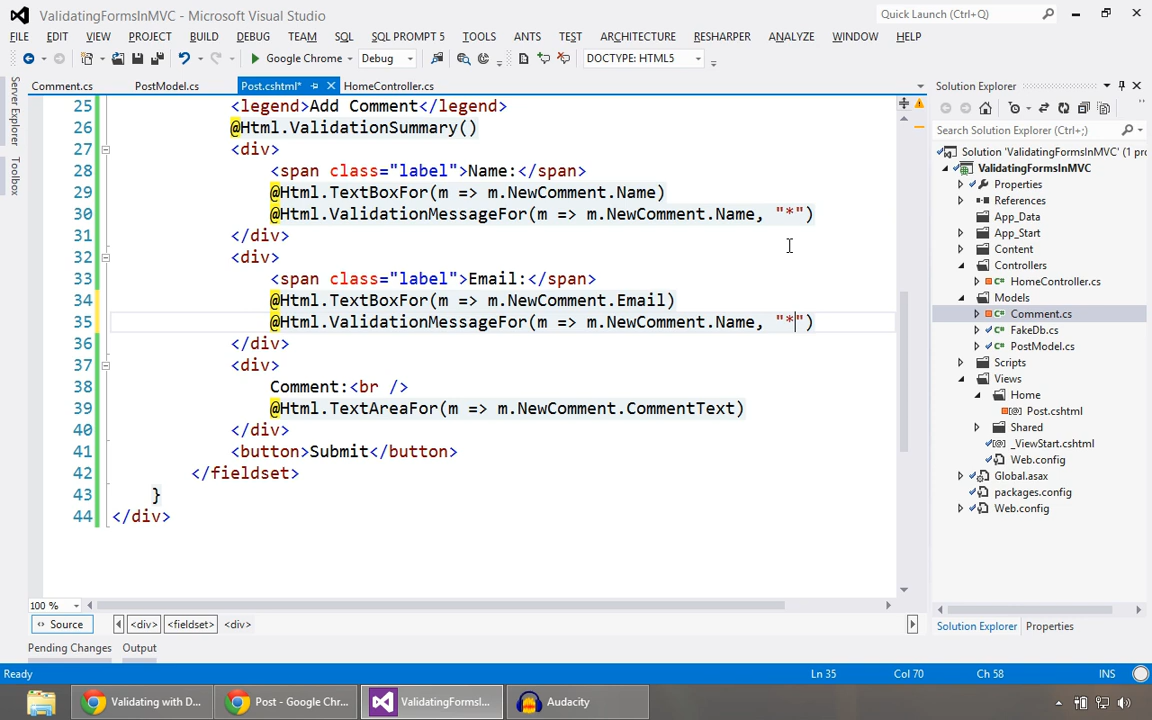 ValidatingFormsInMVC - Microsoft Visual Studio
Quick Launch (Ctrl+Q)
FILE EDIT VIEW PROJECT BUILD DEBUG TEAM SQL SQL PROMPT 5 TOOLS ANTS TEST ARCHITECTURE RESHARPER ANALYZE WINDOW HELP
Google Chrome Debug DOCTYPE: HTML5
Server Explorer
Toolbox
Comment.cs PostModel.cs Post.cshtml* HomeController.cs
25 <legend>Add Comment</legend>
26 @Html.ValidationSummary()
27 <div>
28 <span class="label">Name:</span>
29 @Html.TextBoxFor(m => m.NewComment.Name)
30 @Html.ValidationMessageFor(m => m.NewComment.Name, "*")
31 </div>
32 <div>
33 <span class="label">Email:</span>
34 @Html.TextBoxFor(m => m.NewComment.Email)
35 @Html.ValidationMessageFor(m => m.NewComment.Name, "*")
36 </div>
37 <div>
38 Comment:<br />
39 @Html.TextAreaFor(m => m.NewComment.CommentText)
40 </div>
41 <button>Submit</button>
42 </fieldset>
43 }
44 </div>
100 %
Source <div> <fieldset> <div>
Pending Changes Output
Solution Explorer
Search Solution Explorer (Ctrl+;)
Solution 'ValidatingFormsInMVC' (1 pro
ValidatingFormsInMVC
Properties
References
App_Data
App_Start
Content
Controllers
HomeController.cs
Models
Comment.cs
FakeDb.cs
PostModel.cs
Scripts
Views
Home
Post.cshtml
Shared
_ViewStart.cshtml
Web.config
Global.asax
packages.config
Web.config
Solution Explorer Properties
Ready Ln 35 Col 70 Ch 58 INS
Validating with D... Post - Google Chr... ValidatingFormsI... Audacity